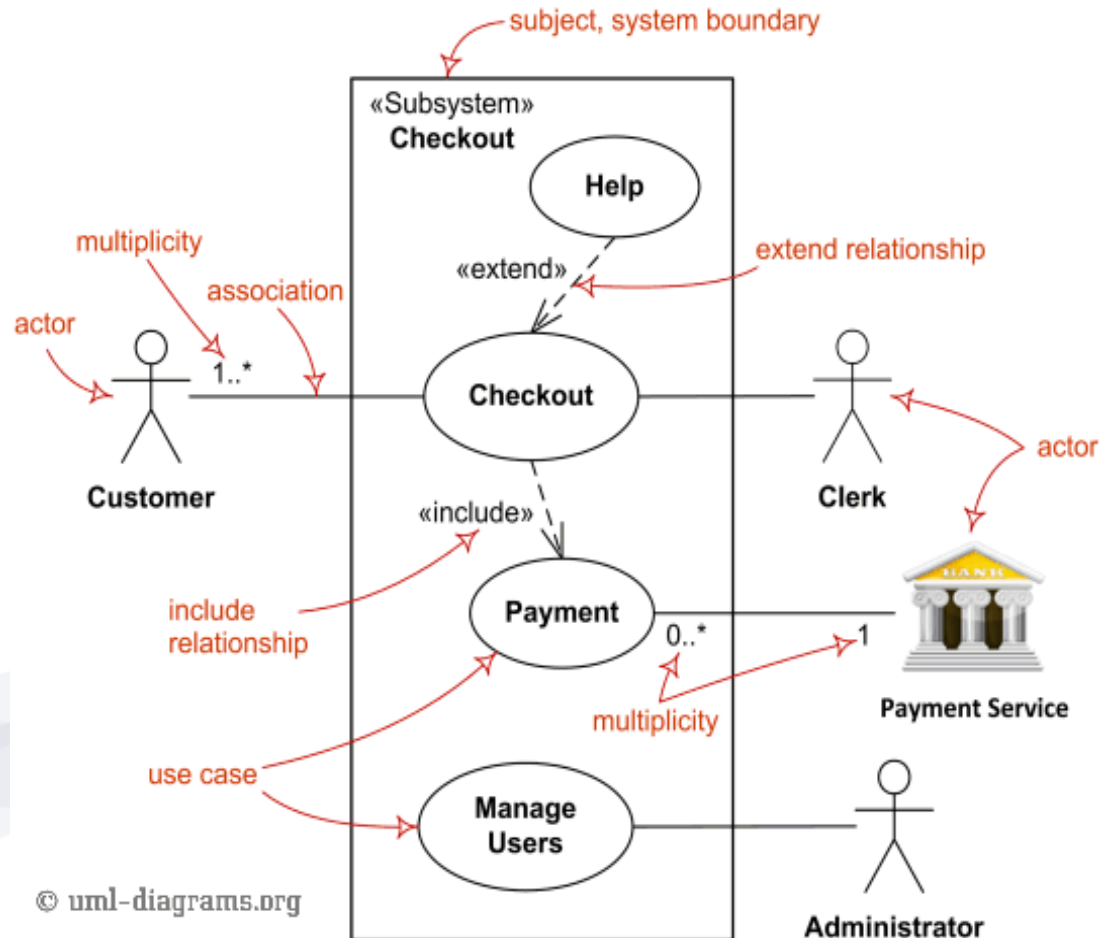 subject, system boundary
«Subsystem»
Checkout
Help
multiplicity
«extend»
extend relationship
association
actor
1..*
Checkout
actor
Customer
Clerk
«include»
BANK
include
relationship
Payment
0..*
1
multiplicity
Payment Service
use case
Manage
Users
© uml-diagrams.org
Administrator